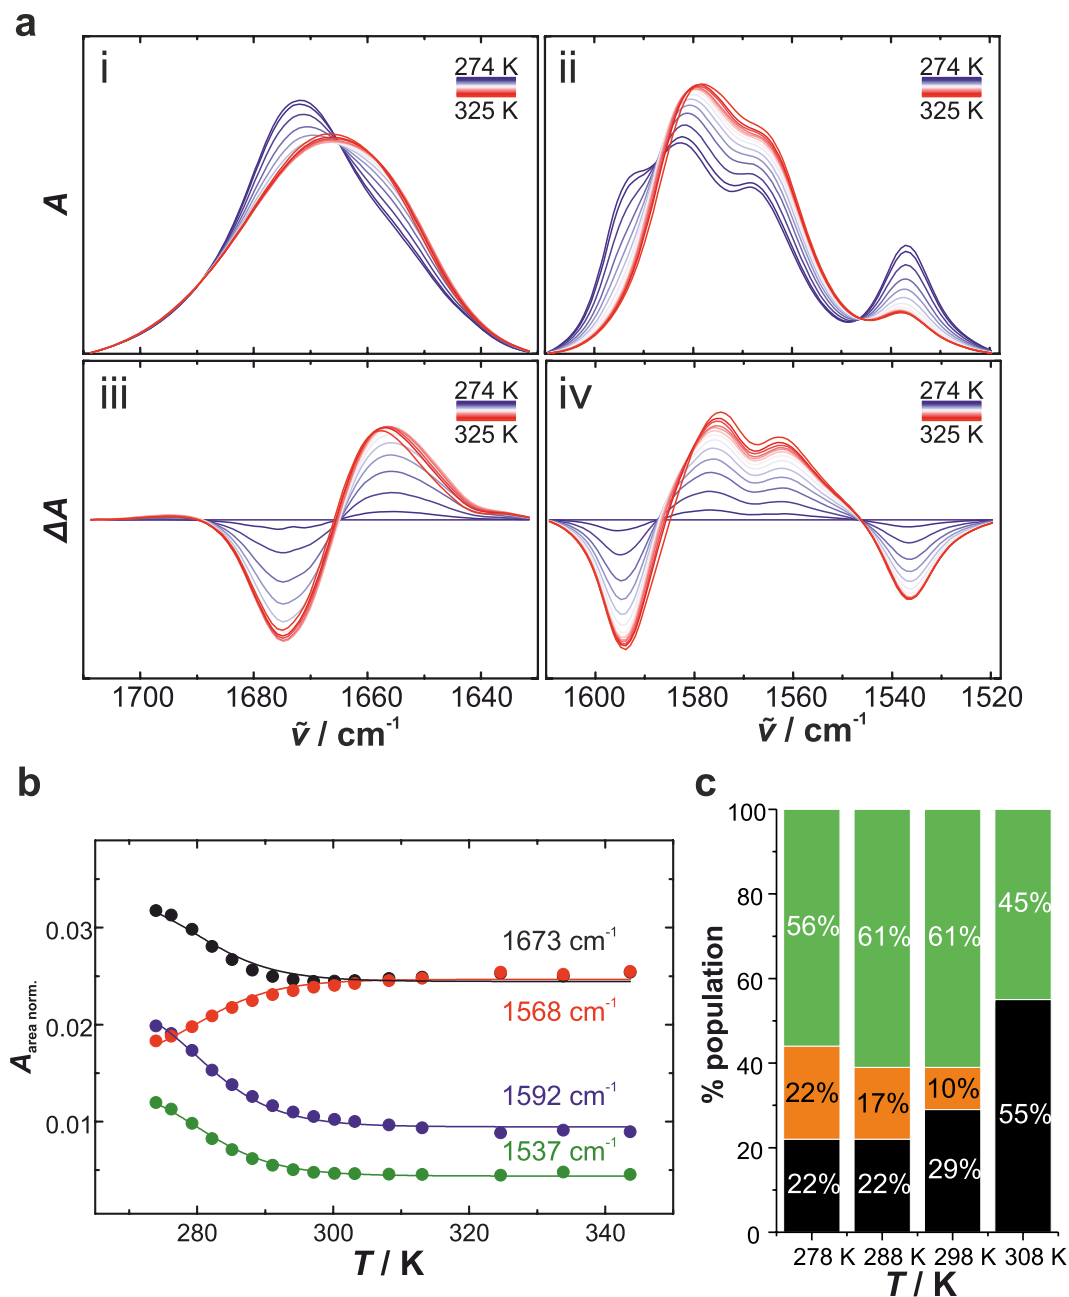 a
i
274 K
325 K
ii
274 K
325 K
A
iii
274 K
325 K
iv
274 K
325 K
ΔA
1700 1680 1660 1640
1600 1580 1560 1540 1520
ṽ / cm⁻¹
ṽ / cm⁻¹
b
0.03
0.02
0.01
A area norm.
1673 cm⁻¹
1568 cm⁻¹
1592 cm⁻¹
1537 cm⁻¹
280 300 320 340
T / K
c
100
80
60
40
20
0
% population
56% 61% 61% 45%
22% 17% 10%
22% 22% 29% 55%
278 K 288 K 298 K 308 K
T / K